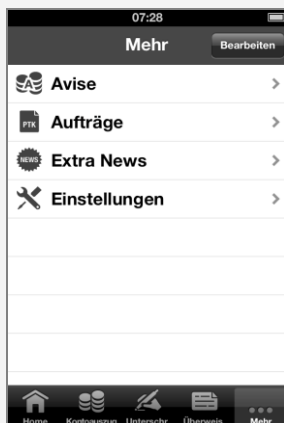 07:28
Mehr Bearbeiten
A Avise
PTK Aufträge
NEWS Extra News
Einstellungen
Home Kontoauszug Unterschr. Überweis. Mehr